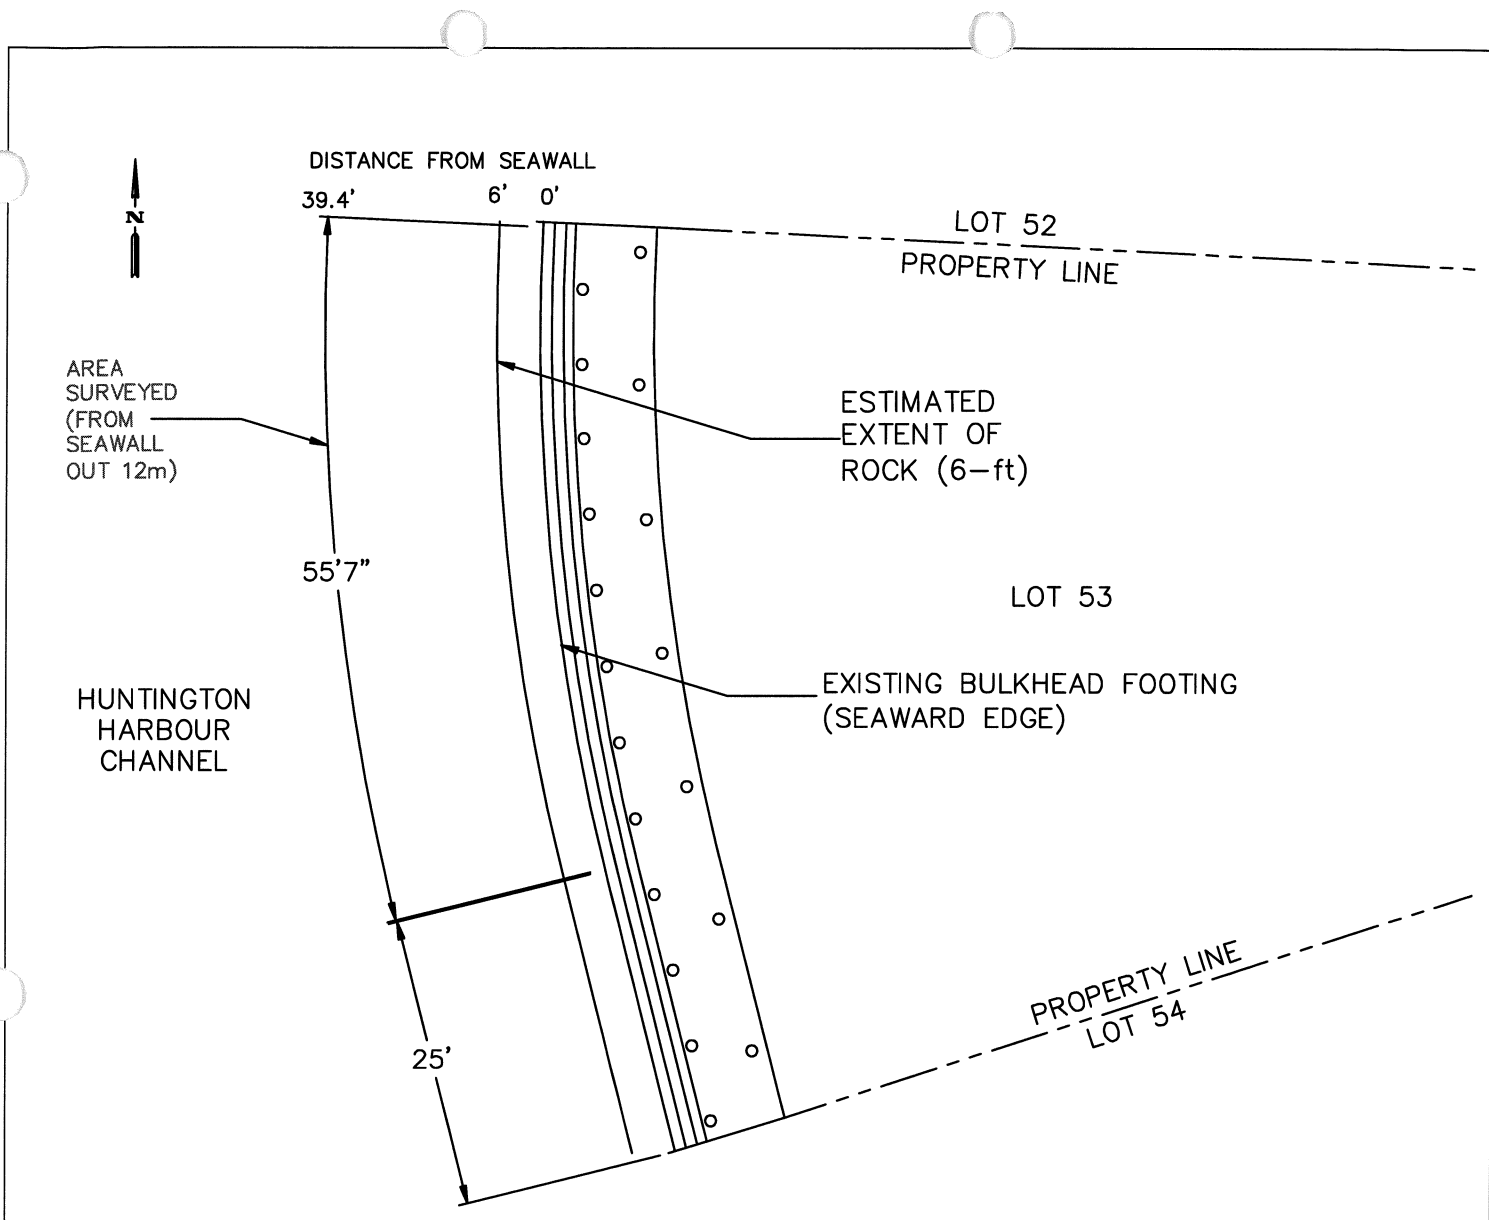 DISTANCE FROM SEAWALL
39.4' 6' 0'
N
LOT 52
PROPERTY LINE
AREA
SURVEYED
(FROM
SEAWALL
OUT 12m)
ESTIMATED
EXTENT OF
ROCK (6-ft)
55'7"
LOT 53
HUNTINGTON
HARBOUR
CHANNEL
EXISTING BULKHEAD FOOTING
(SEAWARD EDGE)
PROPERTY LINE
LOT 54
25'